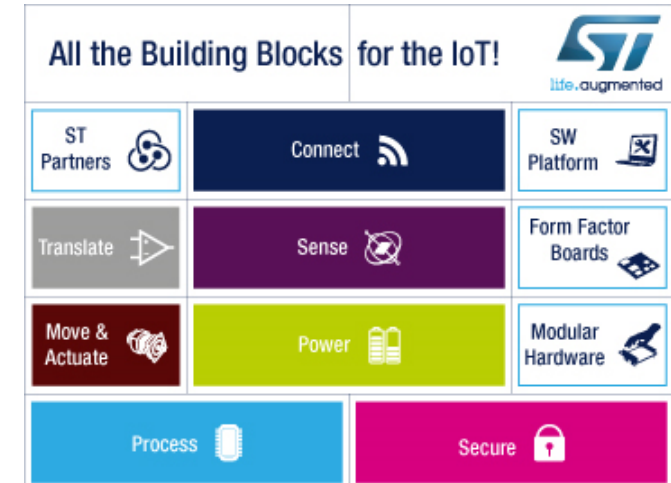 All the Building Blocks for the IoT!
ST
life.augmented
ST
Partners
Connect
SW
Platform
Translate
Sense
Form Factor
Boards
Move &
Actuate
Power
Modular
Hardware
Process
Secure